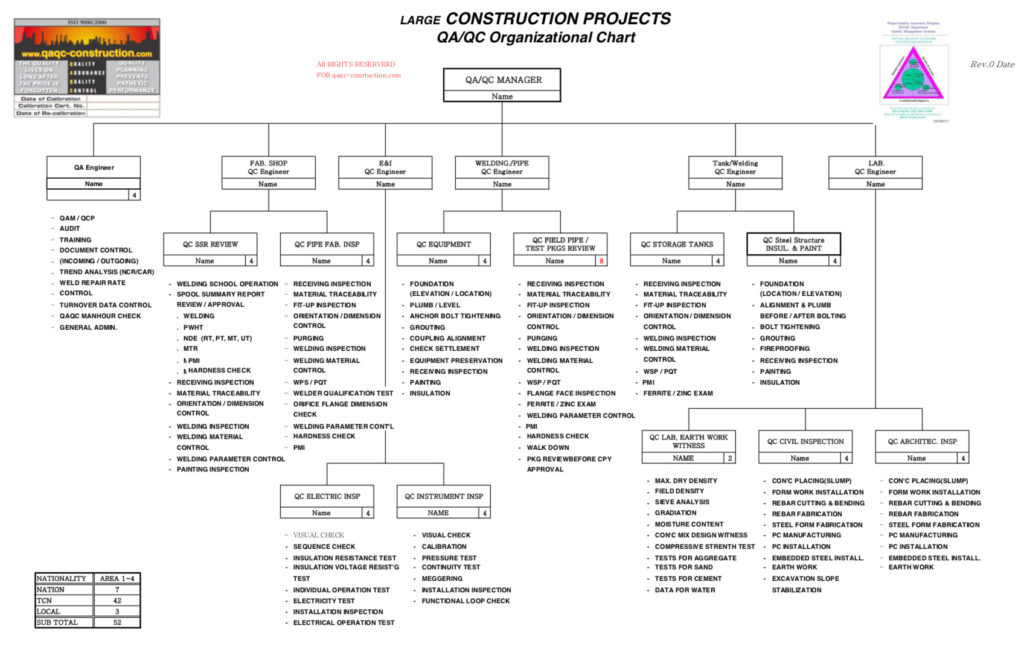 LARGE CONSTRUCTION PROJECTS
QA/QC Organizational Chart
ISO 9000:2000
www.qaqc-construction.com
THE QUALITY
LIVES ON
LONG AFTER
THE PRICE IS
FORGOTTEN
QUALITY
ASSURANCE
QUALITY
CONTROL
QUALITY
PLANNING
PREVENTS
PATHETIC
PERFORMANCE
Date of Calibration
Calibration Cert. No.
Date of Re-calibration
All RIGHTS RESERVERD
FOR qaqc-contuction.com
Rev.0 Date
QA/QC MANAGER
Name
QA Engineer
Name
4
- QAM / QCP
- AUDIT
- TRAINING
- DOCUMENT CONTROL
- (INCOMING / OUTGOING)
- TREND ANALYSIS (NCR/CAR)
- WELD REPAIR RATE
- CONTROL
- TURNOVER DATA CONTROL
- QAQC MANHOUR CHECK
- GENERAL ADMIN.
FAB. SHOP
QC Engineer
Name
E&I
QC Engineer
Name
WELDING./PIPE
QC Engineer
Name
Tank/Welding
QC Engineer
Name
LAB.
QC Engineer
Name
QC SSR REVIEW
Name 4
- WELDING SCHOOL OPERATION
- SPOOL SUMMARY REPORT
REVIEW / APPROVAL
. WELDING
. PWHT
. NDE (RT, PT, MT, UT)
. MTR
. PMI
. HARDNESS CHECK
- RECEIVING INSPECTION
- MATERIAL TRACEABILITY
- ORIENTATION / DIMENSION
CONTROL
- WELDING INSPECTION
- WELDING MATERIAL
CONTROL
- WELDING PARAMETER CONTROL
- PAINTING INSPECTION
QC PIPE FAB. INSP
Name 4
- RECEIVING INSPECTION
- MATERIAL TRACEABILITY
- FIT-UP INSPECTION
- ORIENTATION / DIMENSION
CONTROL
- PURGING
- WELDING INSPECTION
- WELDING MATERIAL
CONTROL
- WPS / PQT
- WELDER QUALIFICATION TEST
- ORIFICE FLANGE DIMENSION
CHECK
- WELDING PARAMETER CONT'L
- HARDNESS CHECK
- PMI
QC EQUIPMENT
Name 4
- FOUNDATION
(ELEVATION / LOCATION)
- PLUMB / LEVEL
- ANCHOR BOLT TIGHTENING
- GROUTING
- COUPLING ALIGNMENT
- CHECK SETTLEMENT
- EQUIPMENT PRESERVATION
- RECEIVING INSPECTION
- PAINTING
- INSULATION
QC FIELD PIPE /
TEST PKGS REVIEW
Name 8
- RECEIVING INSPECTION
- MATERIAL TRACEABILITY
- FIT-UP INSPECTION
- ORIENTATION / DIMENSION
CONTROL
- PURGING
- WELDING INSPECTION
- WELDING MATERIAL
CONTROL
- WSP / PQT
- FLANGE FACE INSPECTION
- FERRITE / ZINC EXAM
- WELDING PARAMETER CONTROL
- PMI
- HARDNESS CHECK
- WALK DOWN
- PKG REVIEWBEFORE CPY
APPROVAL
QC STORAGE TANKS
Name 4
- RECEIVING INSPECTION
- MATERIAL TRACEABILITY
- FIT-UP INSPECTION
- ORIENTATION / DIMENSION
CONTROL
- WELDING INSPECTION
- WELDING MATERIAL
CONTROL
- WSP / PQT
- PMI
- FERRITE / ZINC EXAM
QC Steel Structure
INSUL. & PAINT
Name 4
- FOUNDATION
(LOCATION / ELEVATION)
- ALIGNMENT & PLUMB
BEFORE / AFTER BOLTING
- BOLT TIGHTENING
- GROUTING
- FIREPROOFING
- RECEIVING INSPECTION
- PAINTING
- INSULATION
QC ELECTRIC INSP
Name 4
- VISUAL CHECK
- SEQUENCE CHECK
- INSULATION RESISTANCE TEST
- INSULATION VOLTAGE RESIST'G
TEST
- INDIVIDUAL OPERATION TEST
- ELECTRICITY TEST
- INSTALLATION INSPECTION
- ELECTRICAL OPERATION TEST
QC INSTRUMENT INSP
NAME 4
- VISUAL CHECK
- CALIBRATION
- PRESSURE TEST
- CONTINUITY TEST
- MEGGERING
- INSTALLATION INSPECTION
- FUNCTIONAL LOOP CHECK
QC LAB, EARTH WORK
WITNESS
NAME 2
- MAX. DRY DENSITY
- FIELD DENSITY
- SIEVE ANALYSIS
- GRADIATION
- MOISTURE CONTENT
- CON'C MIX DESIGN WITNESS
- COMPRESSIVE STRENTH TEST
- TESTS FOR AGGREGATE
- TESTS FOR SAND
- TESTS FOR CEMENT
- DATA FOR WATER
QC CIVIL INSPECTION
Name 4
- CON'C PLACING(SLUMP)
- FORM WORK INSTALLATION
- REBAR CUTTING & BENDING
- REBAR FABRICATION
- STEEL FORM FABRICATION
- PC MANUFACTURING
- PC INSTALLATION
- EMBEDDED STEEL INSTALL.
- EARTH WORK
- EXCAVATION SLOPE
STABILIZATION
QC ARCHITEC. INSP
Name 4
- CON'C PLACING(SLUMP)
- FORM WORK INSTALLATION
- REBAR CUTTING & BENDING
- REBAR FABRICATION
- STEEL FORM FABRICATION
- PC MANUFACTURING
- PC INSTALLATION
- EMBEDDED STEEL INSTALL.
- EARTH WORK
NATIONALITY AREA 1-4
NATION 7
TCN 42
LOCAL 3
SUB TOTAL 52